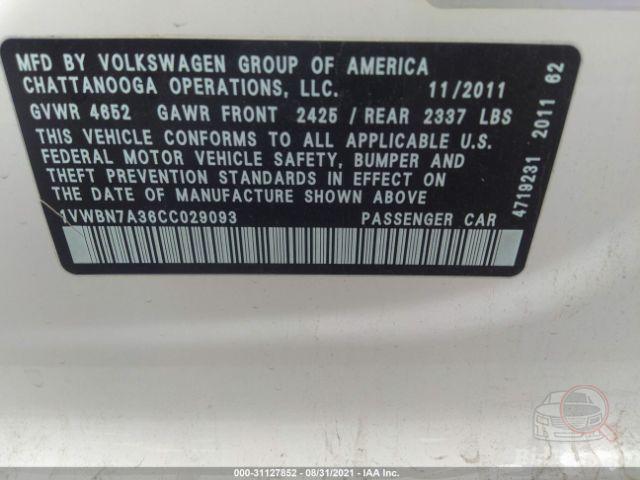 MFD BY VOLKSWAGEN GROUP OF AMERICA
CHATTANOOGA OPERATIONS, LLC. 11/2011
GVWR 4652 GAWR FRONT 2425 / REAR 2337 LBS
THIS VEHICLE CONFORMS TO ALL APPLICABLE U.S.
FEDERAL MOTOR VEHICLE SAFETY, BUMPER AND
THEFT PREVENTION STANDARDS IN EFFECT ON
THE DATE OF MANUFACTURE SHOWN ABOVE
1VWBN7A36CC029093 PASSENGER CAR
4719231 2011 62
000-31127852 - 08/31/2021 - IAA Inc.